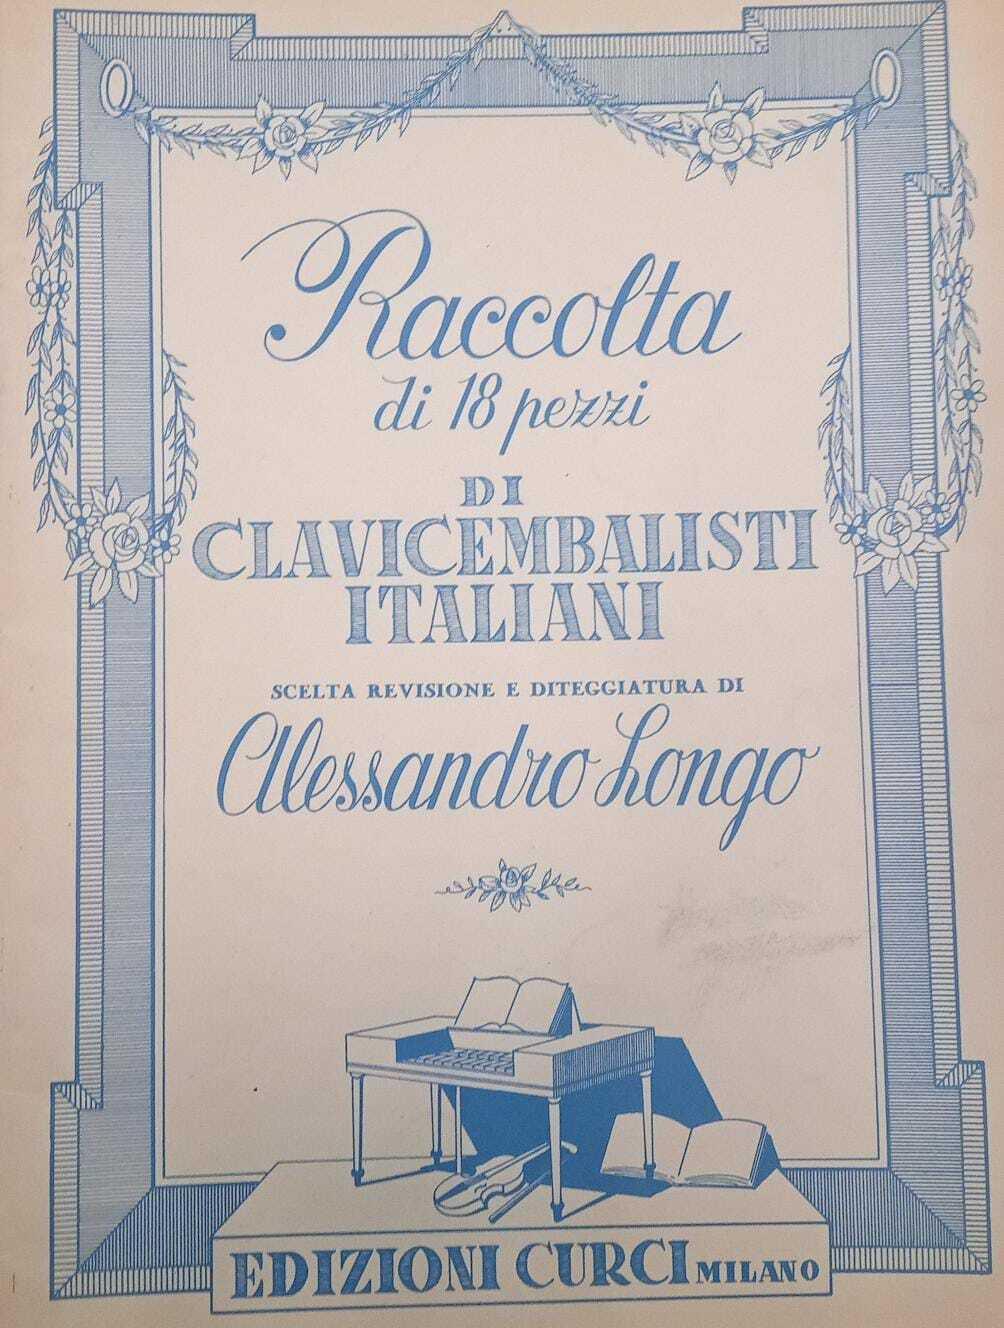 Raccolta
di 18 pezzi
DI
CLAVICEMBALISTI
ITALIANI
SCELTA REVISIONE E DITEGGIATURA DI
Alessandro Longo
EDIZIONI CURCI MILANO